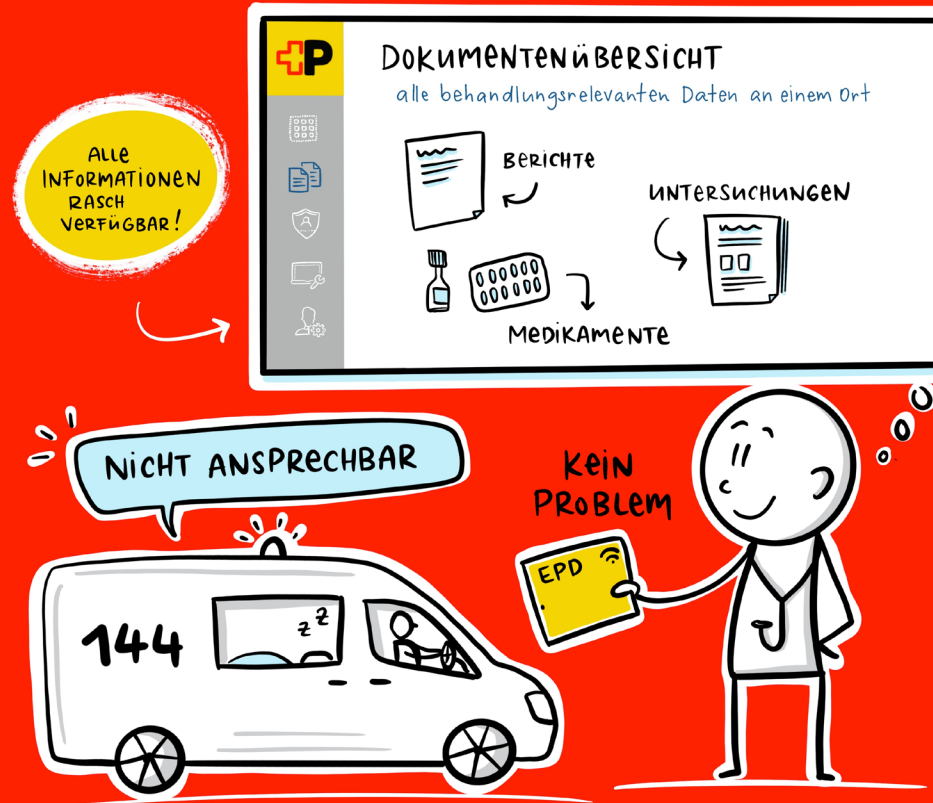 P
DOKUMENTENÜBERSICHT
alle behandlungsrelevanten Daten an einem Ort
ALLE
INFORMATIONEN
RASCH
VERFÜGBAR!
BERICHTE
UNTERSUCHUNGEN
MEDIKAMENTE
NICHT ANSPRECHBAR
KEIN
PROBLEM
EPD
zz
144